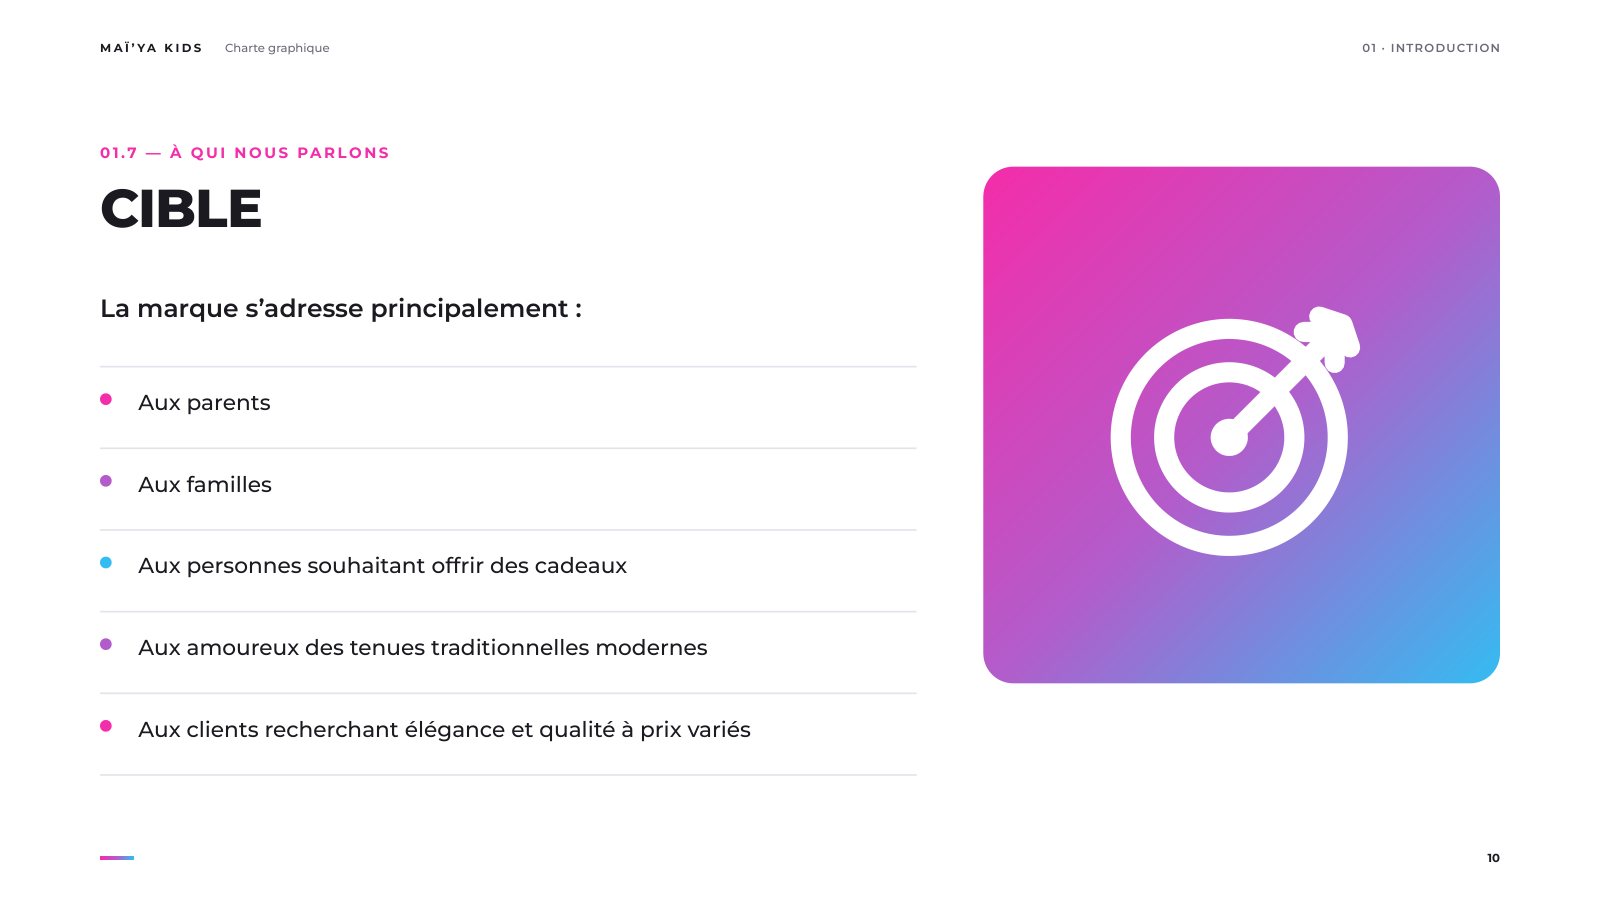 MAÏ’YA KIDS Charte graphique
01 · INTRODUCTION
01.7 — À QUI NOUS PARLONS
CIBLE
La marque s’adresse principalement :
Aux parents
Aux familles
Aux personnes souhaitant offrir des cadeaux
Aux amoureux des tenues traditionnelles modernes
Aux clients recherchant élégance et qualité à prix variés
10